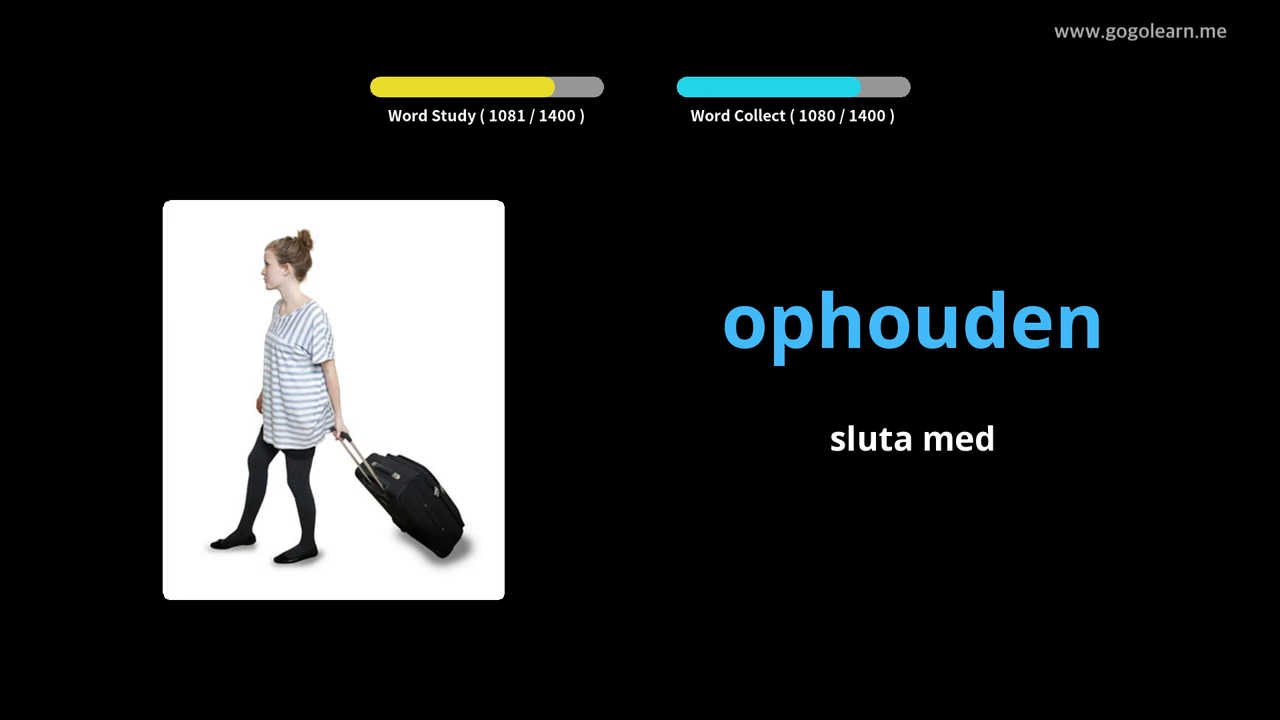 www.gogolearn.me
Word Study ( 1081 / 1400 )
Word Collect ( 1080 / 1400 )
ophouden
sluta med